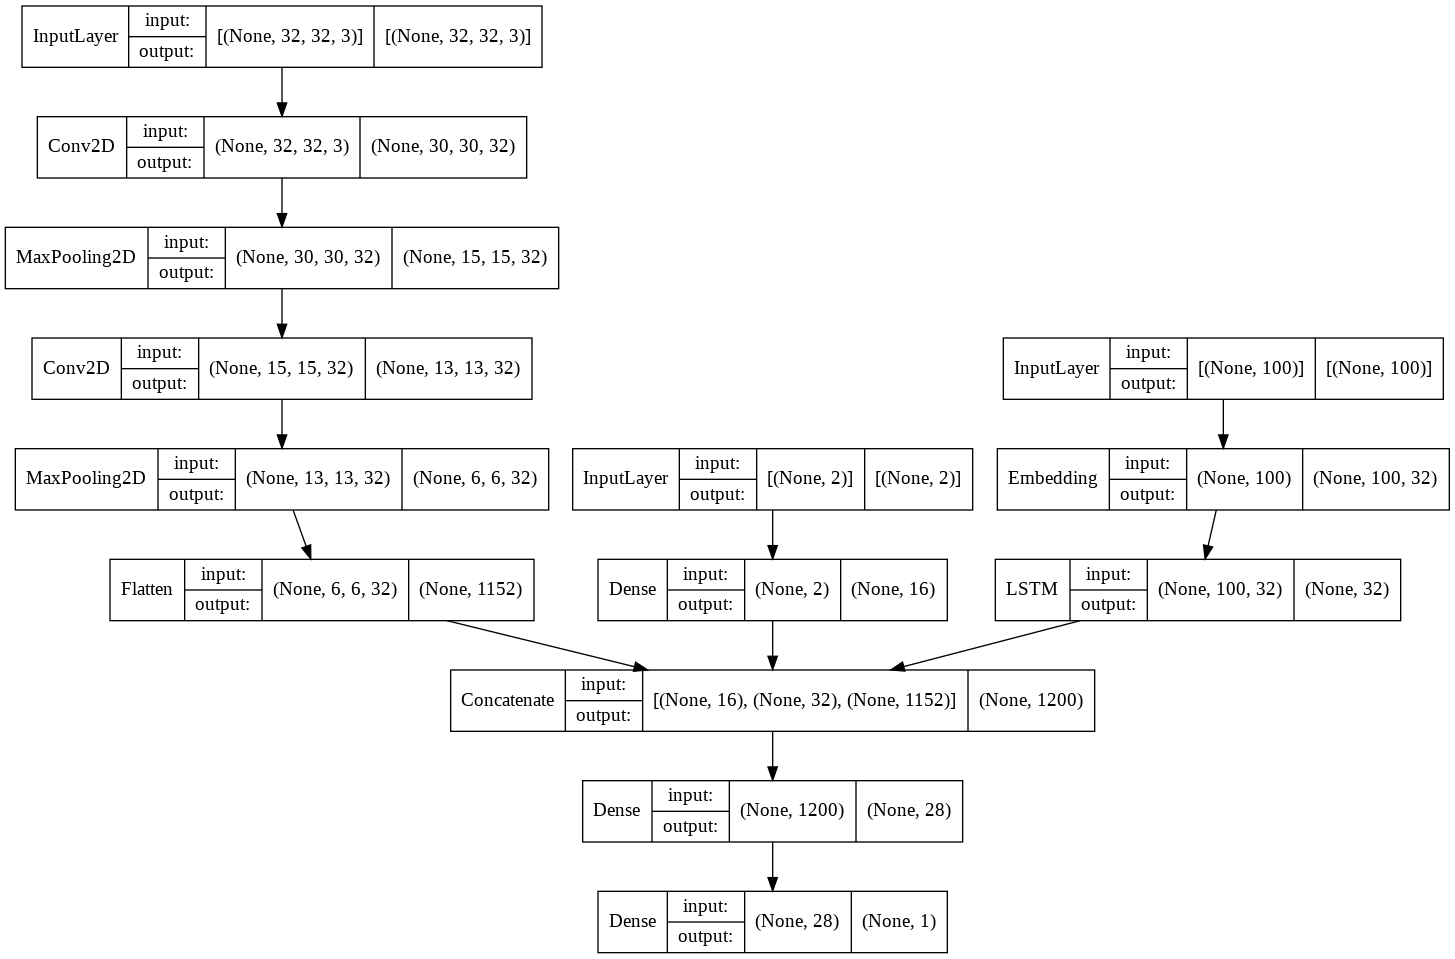 InputLayer input: output: [(None, 32, 32, 3)] [(None, 32, 32, 3)]
Conv2D input: output: (None, 32, 32, 3) (None, 30, 30, 32)
MaxPooling2D input: output: (None, 30, 30, 32) (None, 15, 15, 32)
Conv2D input: output: (None, 15, 15, 32) (None, 13, 13, 32)
MaxPooling2D input: output: (None, 13, 13, 32) (None, 6, 6, 32)
Flatten input: output: (None, 6, 6, 32) (None, 1152)
InputLayer input: output: [(None, 2)] [(None, 2)]
Dense input: output: (None, 2) (None, 16)
InputLayer input: output: [(None, 100)] [(None, 100)]
Embedding input: output: (None, 100) (None, 100, 32)
LSTM input: output: (None, 100, 32) (None, 32)
Concatenate input: output: [(None, 16), (None, 32), (None, 1152)] (None, 1200)
Dense input: output: (None, 1200) (None, 28)
Dense input: output: (None, 28) (None, 1)